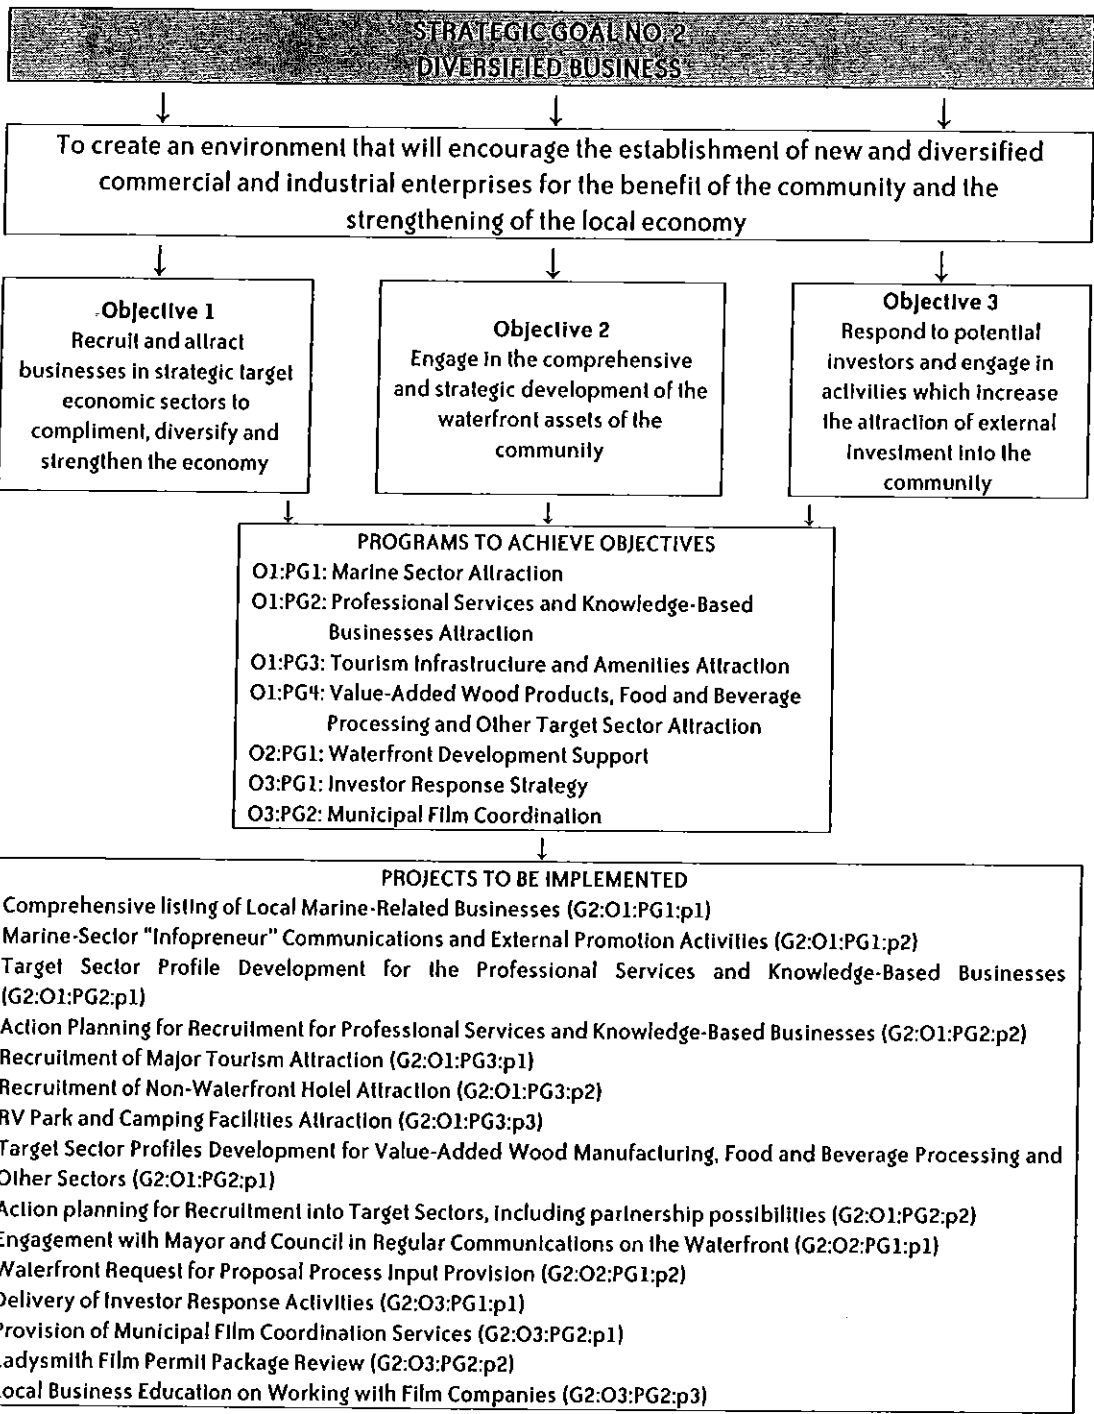 STRATEGIC GOAL NO. 2
DIVERSIFIED BUSINESS
To create an environment that will encourage the establishment of new and diversified
commercial and industrial enterprises for the benefit of the community and the
strengthening of the local economy
Objective 1
Recruit and attract
businesses in strategic target
economic sectors to
compliment, diversify and
strengthen the economy
Objective 2
Engage in the comprehensive
and strategic development of the
waterfront assets of the
community
Objective 3
Respond to potential
investors and engage in
activities which increase
the attraction of external
investment into the
community
PROGRAMS TO ACHIEVE OBJECTIVES
O1:PG1: Marine Sector Attraction
O1:PG2: Professional Services and Knowledge-Based
Businesses Attraction
O1:PG3: Tourism Infrastructure and Amenities Attraction
O1:PG4: Value-Added Wood Products, Food and Beverage
Processing and Other Target Sector Attraction
O2:PG1: Waterfront Development Support
O3:PG1: Investor Response Strategy
O3:PG2: Municipal Film Coordination
PROJECTS TO BE IMPLEMENTED
Comprehensive listing of Local Marine-Related Businesses (G2:O1:PG1:p1)
Marine-Sector "Infopreneur" Communications and External Promotion Activities (G2:O1:PG1:p2)
Target Sector Profile Development for the Professional Services and Knowledge-Based Businesses
(G2:O1:PG2:p1)
Action Planning for Recruitment for Professional Services and Knowledge-Based Businesses (G2:O1:PG2:p2)
Recruitment of Major Tourism Attraction (G2:O1:PG3:p1)
Recruitment of Non-Waterfront Hotel Attraction (G2:O1:PG3:p2)
RV Park and Camping Facilities Attraction (G2:O1:PG3:p3)
Target Sector Profiles Development for Value-Added Wood Manufacturing, Food and Beverage Processing and
Other Sectors (G2:O1:PG2:p1)
Action planning for Recruitment into Target Sectors, including partnership possibilities (G2:O1:PG2:p2)
Engagement with Mayor and Council in Regular Communications on the Waterfront (G2:O2:PG1:p1)
Waterfront Request for Proposal Process Input Provision (G2:O2:PG1:p2)
Delivery of Investor Response Activities (G2:O3:PG1:p1)
Provision of Municipal Film Coordination Services (G2:O3:PG2:p1)
Ladysmith Film Permit Package Review (G2:O3:PG2:p2)
Local Business Education on Working with Film Companies (G2:O3:PG2:p3)